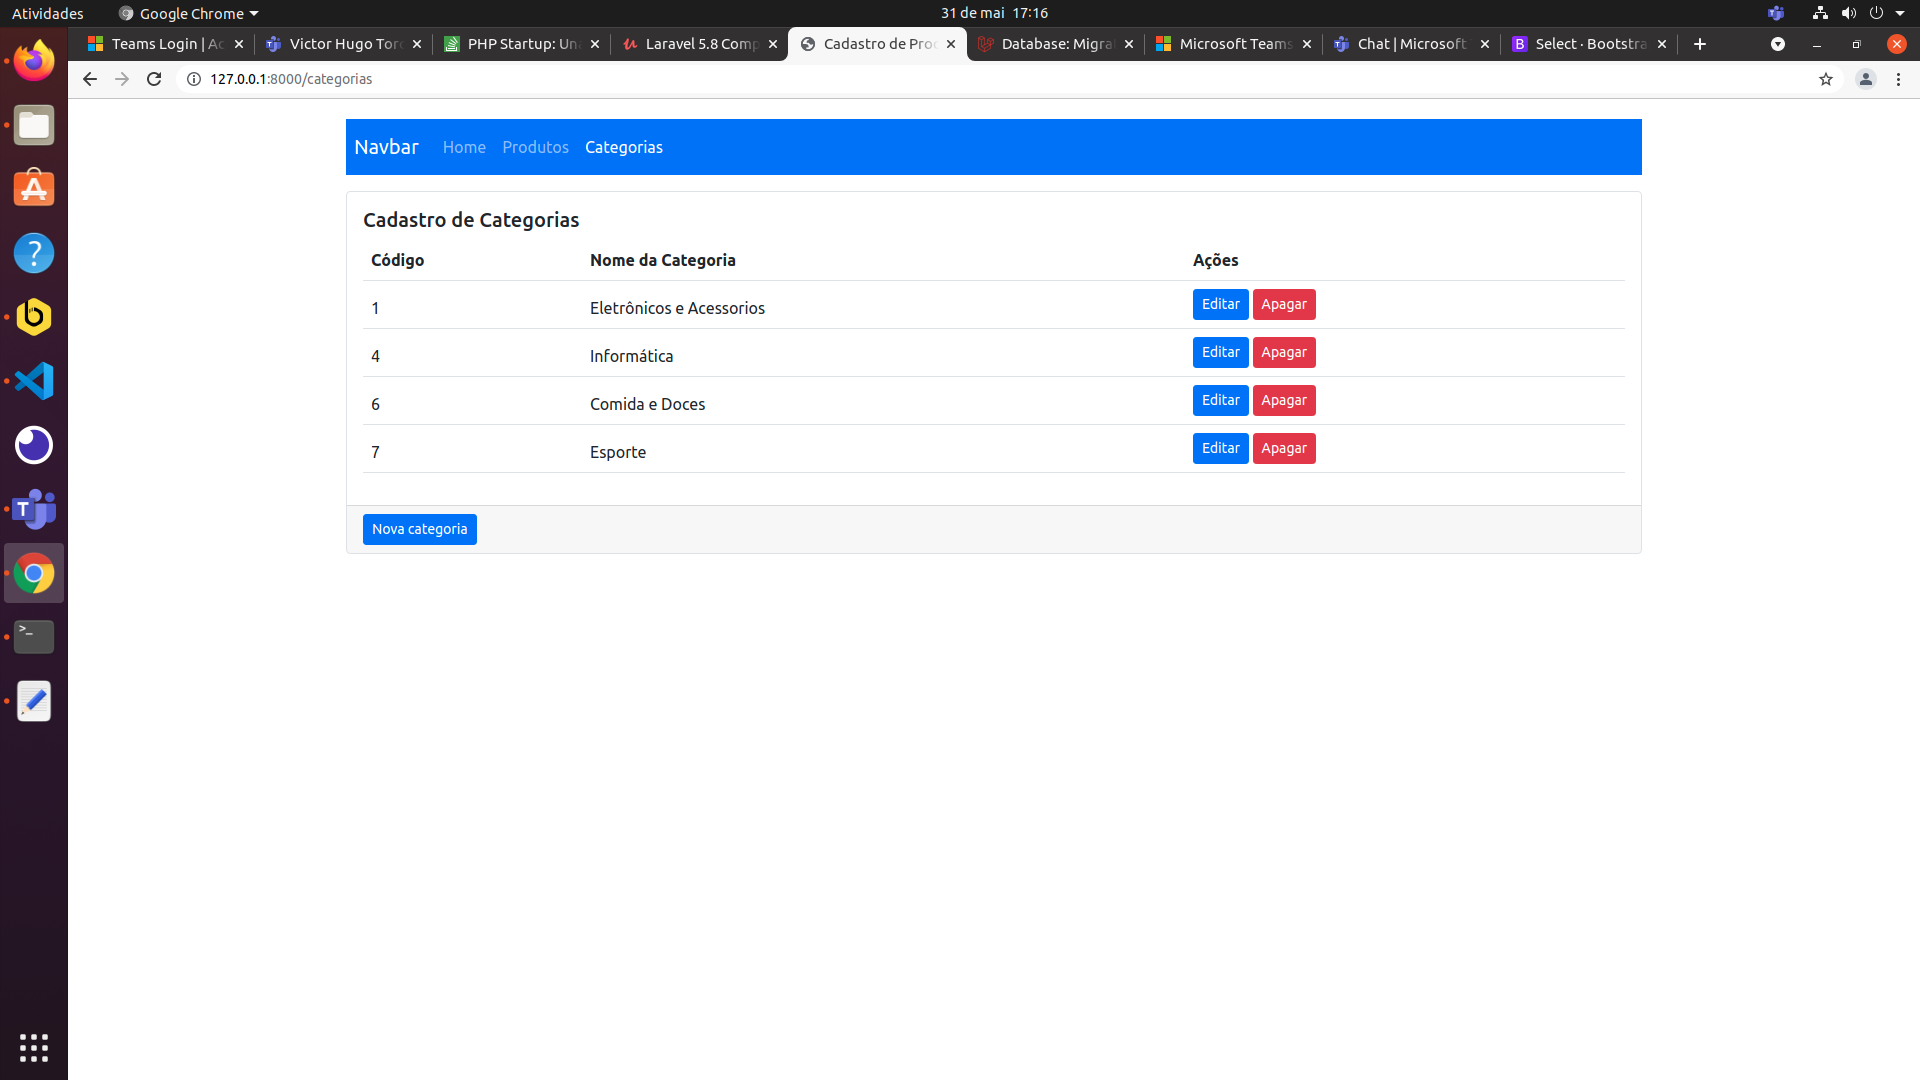 Atividades Google Chrome 31 de mai 17:16
Teams Login | Ac Victor Hugo Toro PHP Startup: Una Laravel 5.8 Comp Cadastro de Proc Database: Migra Microsoft Teams Chat | Microsoft Select · Bootstra
127.0.0.1:8000/categorias
Navbar Home Produtos Categorias
Cadastro de Categorias
Código Nome da Categoria Ações
1 Eletrônicos e Acessorios Editar Apagar
4 Informática Editar Apagar
6 Comida e Doces Editar Apagar
7 Esporte Editar Apagar
Nova categoria